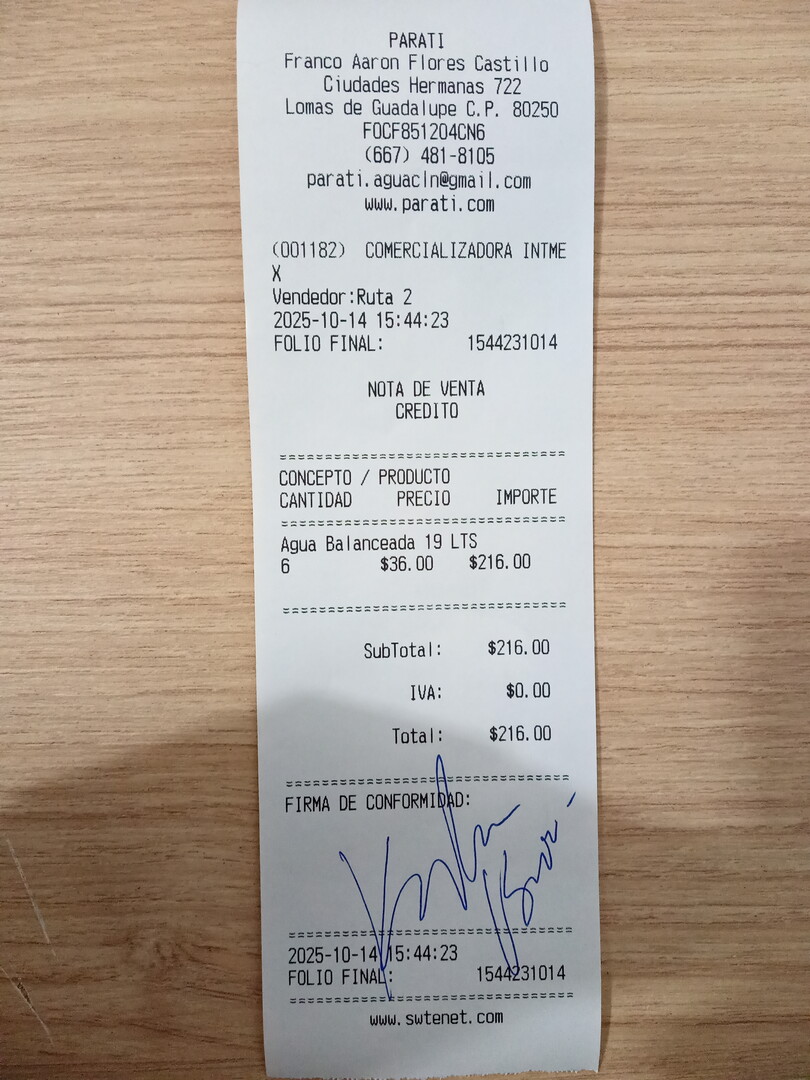 PARATI
Franco Aaron Flores Castillo
Ciudades Hermanas 722
Lomas de Guadalupe C.P. 80250
FOCF851204CN6
(667) 481-8105
parati.aguacln@gmail.com
www.parati.com
(001182) COMERCIALIZADORA INTME
X
Vendedor:Ruta 2
2025-10-14 15:44:23
FOLIO FINAL: 1544231014
NOTA DE VENTA
CREDITO
CONCEPTO / PRODUCTO
CANTIDAD PRECIO IMPORTE
Agua Balanceada 19 LTS
6 $36.00 $216.00
SubTotal: $216.00
IVA: $0.00
Total: $216.00
FIRMA DE CONFORMIDAD:
2025-10-14 15:44:23
FOLIO FINAL: 1544231014
www.swtenet.com